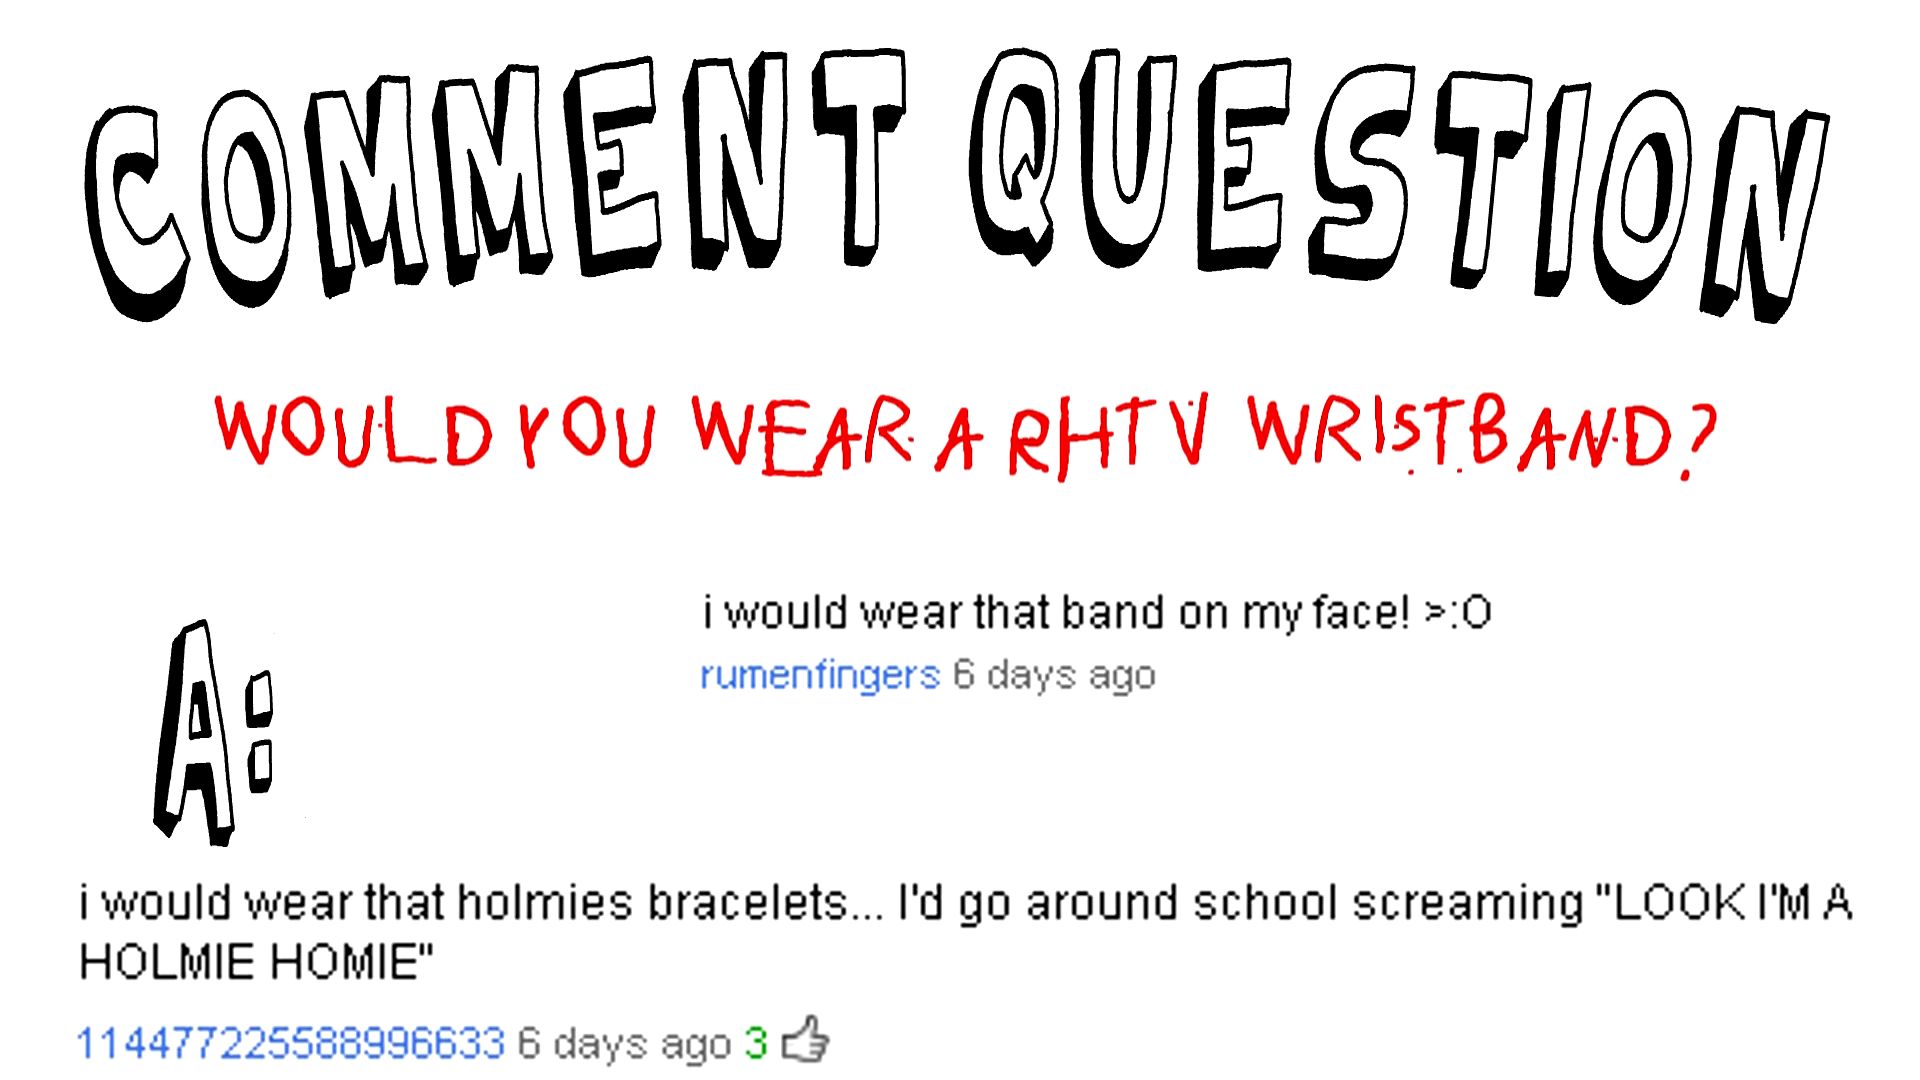 COMMENT QUESTION
WOULD YOU WEAR A RHTV WRISTBAND?
i would wear that band on my face! >:O
rumenfingers 6 days ago
A:
i would wear that holmies bracelets... I'd go around school screaming "LOOK I'M A
HOLMIE HOMIE"
114477225588996633 6 days ago 3